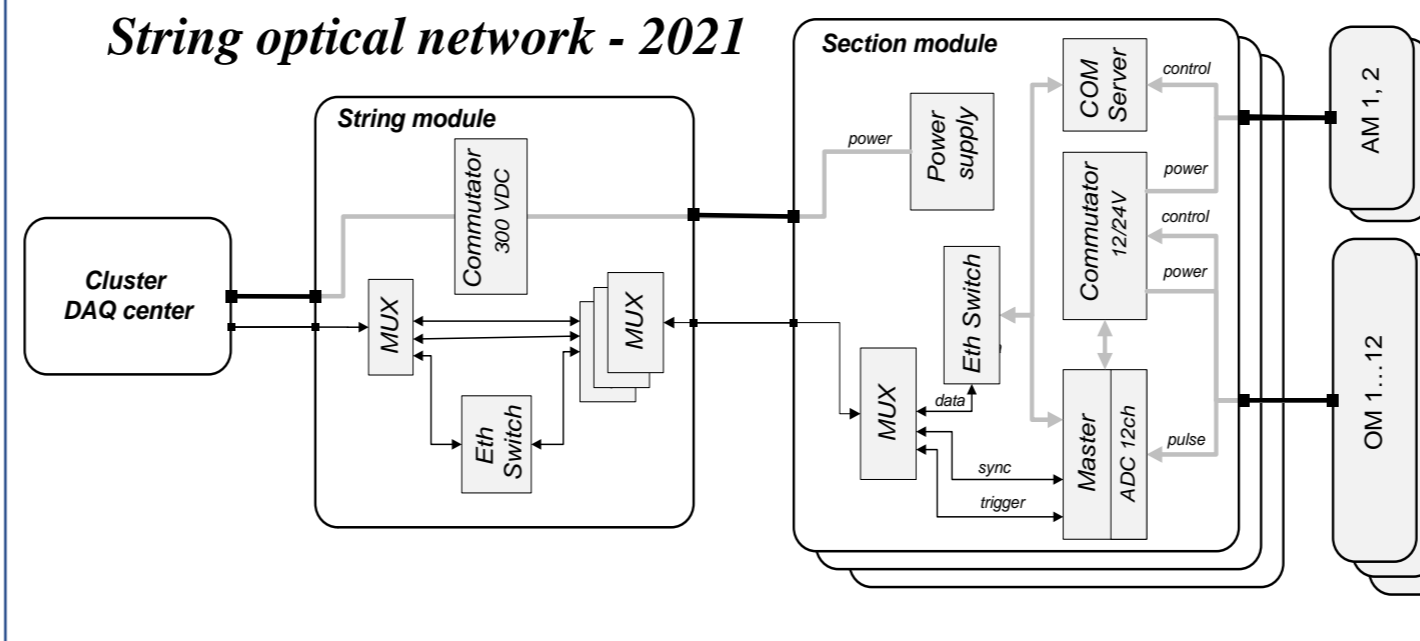 String optical network - 2021
Cluster
DAQ center
String module
Commutator
300 VDC
MUX
MUX
Eth
Switch
Section module
power
Power
supply
COM
Server
control
Commutator
12/24V
power
control
power
Eth Switch
MUX
data
sync
trigger
Master
ADC 12ch
pulse
AM 1, 2
OM 1...12